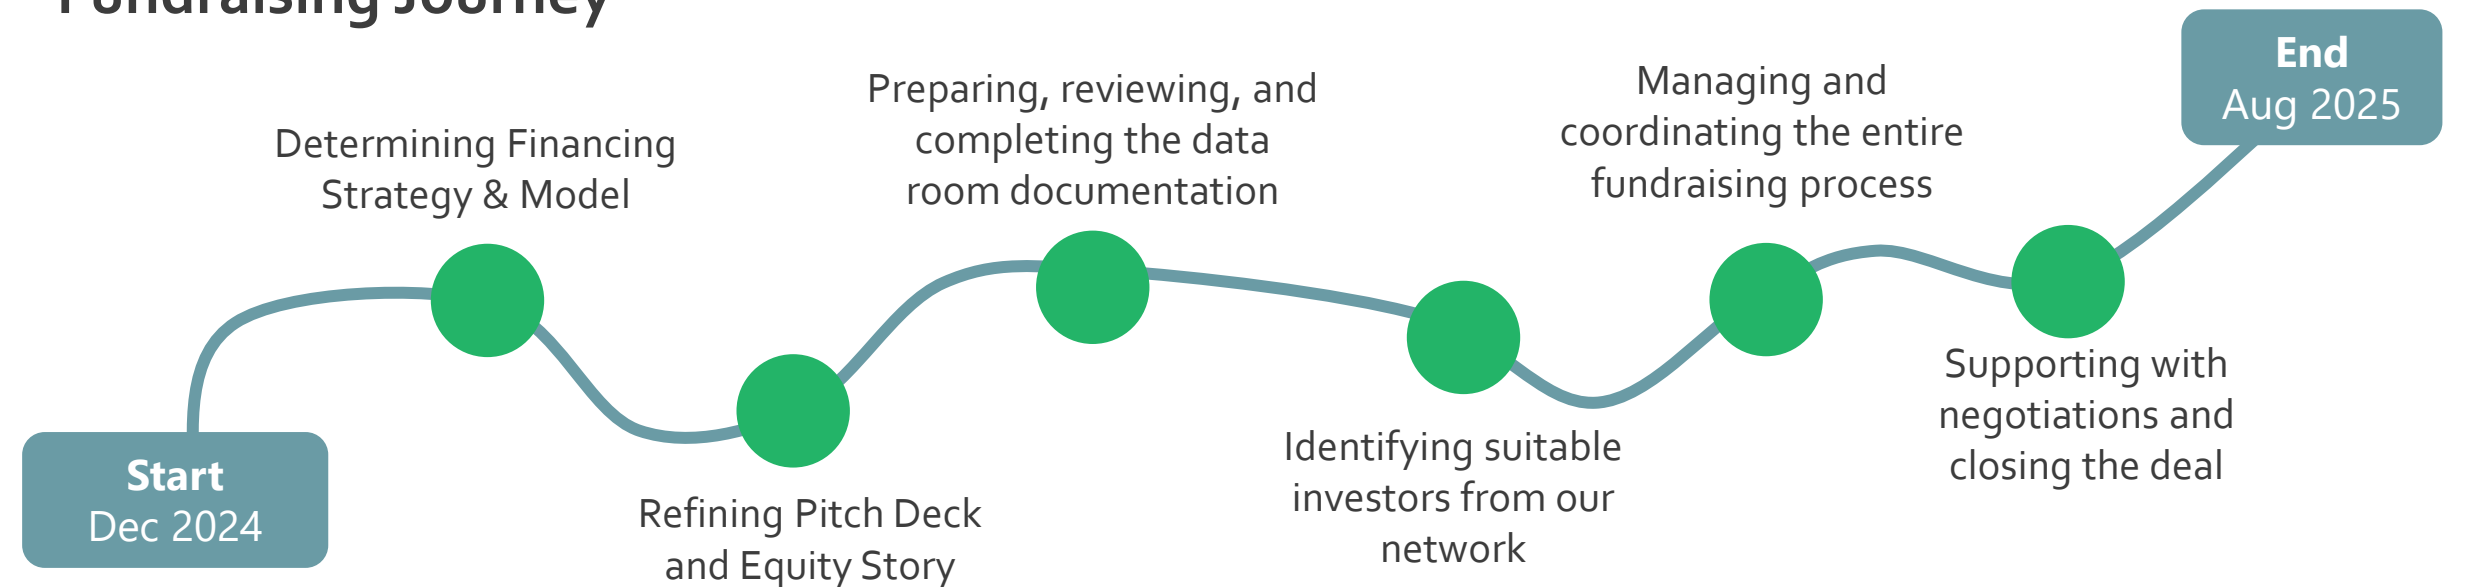 Fundraising Journey
Start
Dec 2024
Determining Financing
Strategy & Model
Refining Pitch Deck
and Equity Story
Preparing, reviewing, and
completing the data
room documentation
Identifying suitable
investors from our
network
Managing and
coordinating the entire
fundraising process
Supporting with
negotiations and
closing the deal
End
Aug 2025